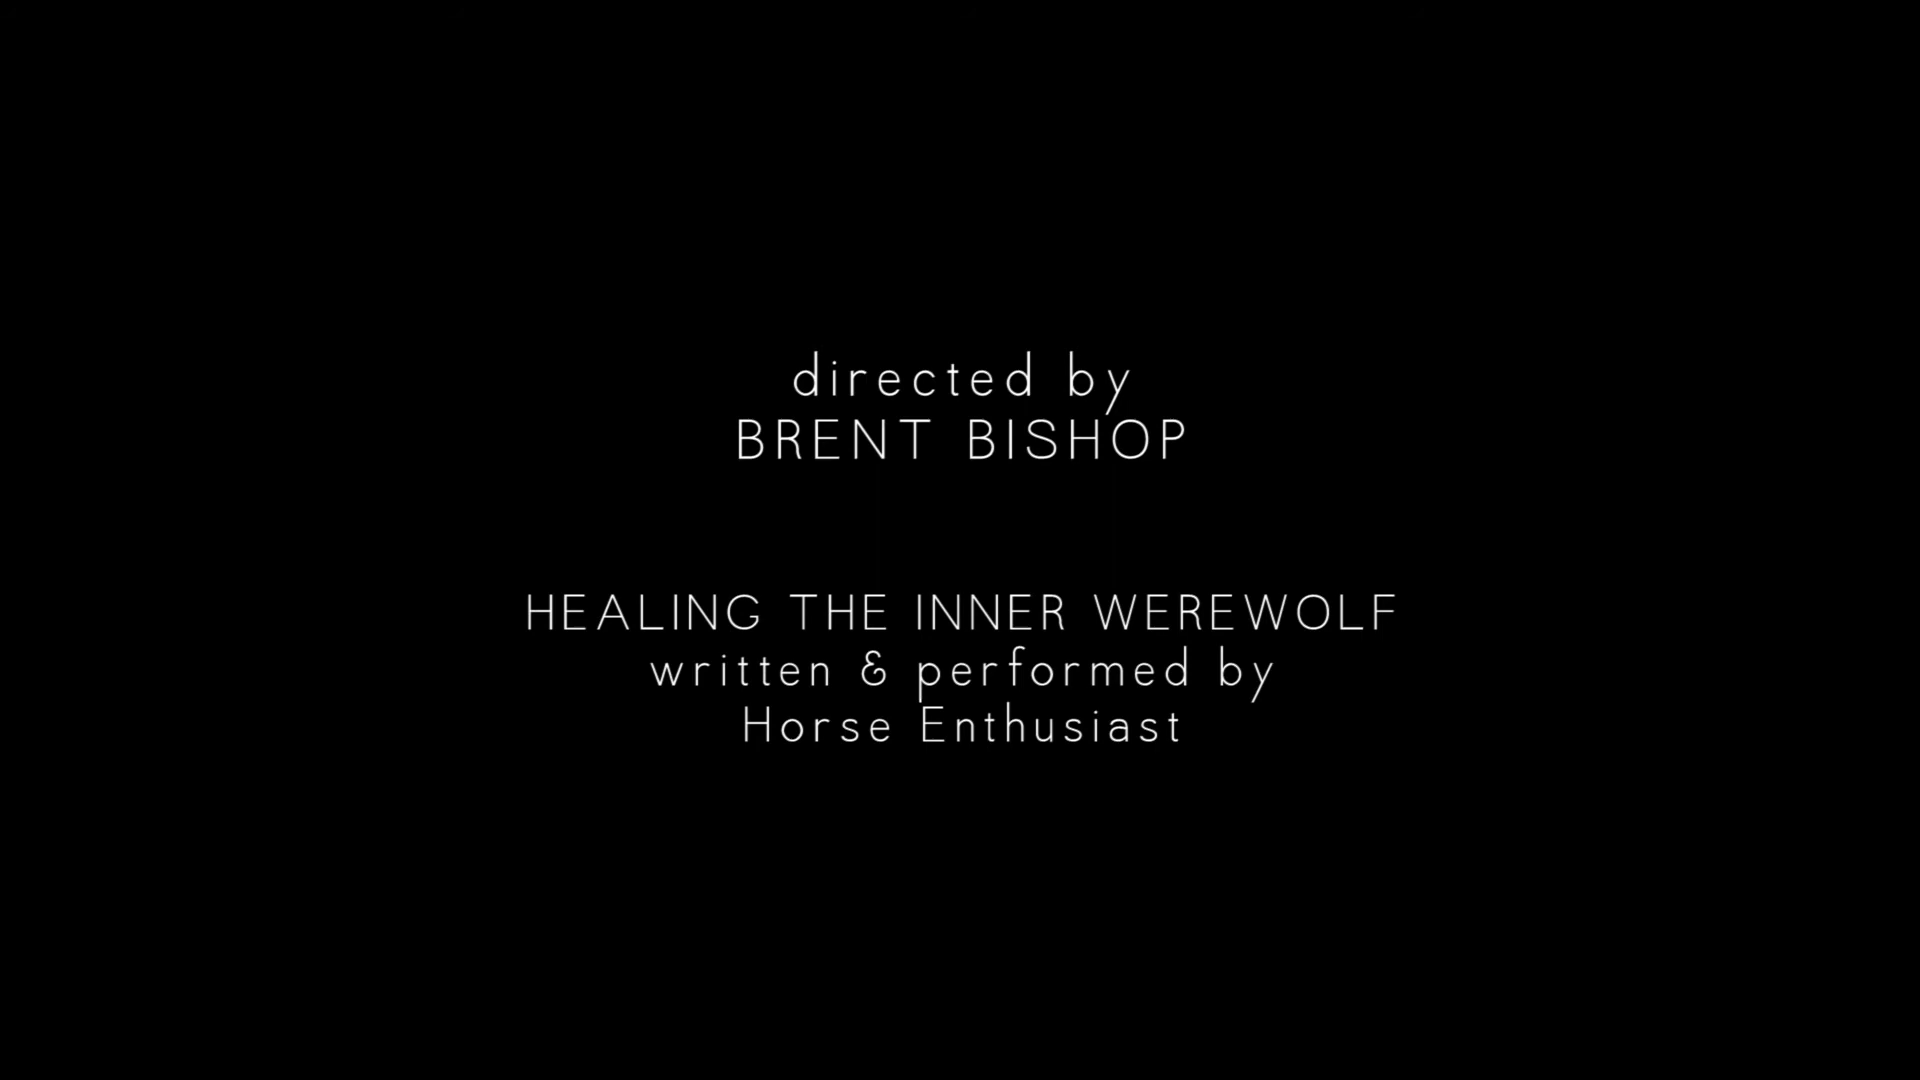 directed by
BRENT BISHOP
HEALING THE INNER WEREWOLF
written & performed by
Horse Enthusiast